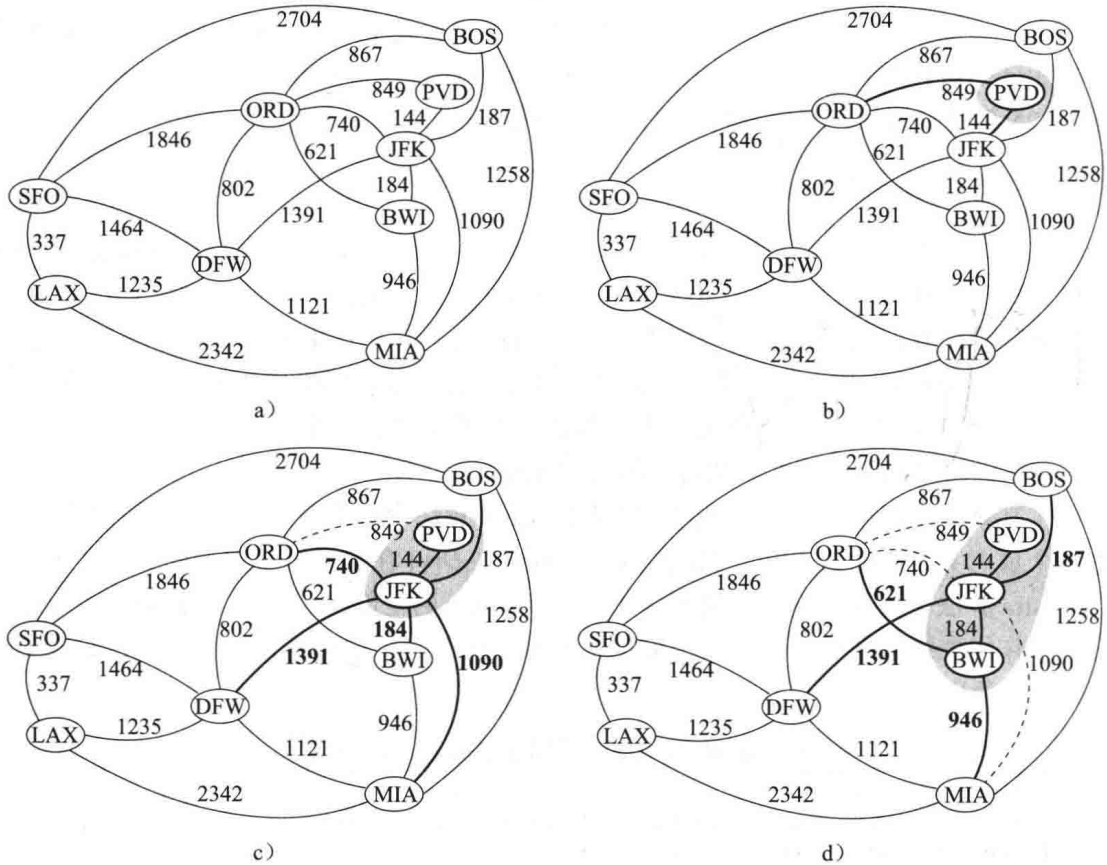 2704
BOS
867
849
PVD
ORD
740
144
187
1846
621
JFK
SFO
802
184
1258
1391
BWI
1090
1464
337
DFW
946
LAX
1235
1121
2342
MIA
a）
2704
BOS
867
849
PVD
ORD
740
144
187
1846
621
JFK
SFO
802
184
1258
1391
BWI
1090
1464
337
DFW
946
LAX
1235
1121
2342
MIA
b）
2704
BOS
867
849
PVD
ORD
740
144
187
1846
621
JFK
SFO
802
184
1258
1391
BWI
1090
1464
337
DFW
946
LAX
1235
1121
2342
MIA
c）
2704
BOS
867
849
PVD
ORD
740
144
187
1846
621
JFK
SFO
802
184
1258
1391
BWI
1090
1464
337
DFW
946
LAX
1235
1121
2342
MIA
d）